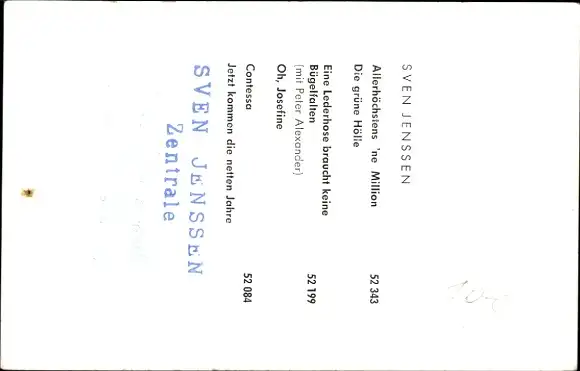 SVEN JENSSEN
Allerhöchstens 'ne Million 52 343
Die grüne Hölle
Eine Lederhose braucht keine
Bügelfalten 52 199
(mit Peter Alexander)
Oh, Josefine
Contessa 52 084
Jetzt kommen die netten Jahre
SVEN JENSSEN
Zentrale